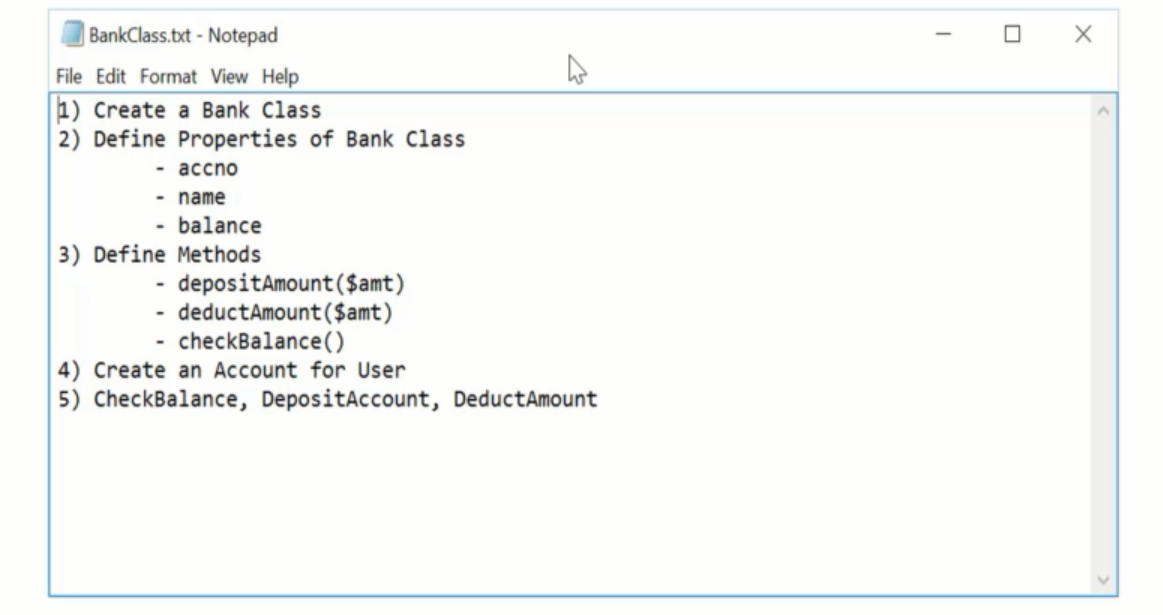 BankClass.txt - Notepad
File Edit Format View Help
1) Create a Bank Class
2) Define Properties of Bank Class
- accno
- name
- balance
3) Define Methods
- depositAmount($amt)
- deductAmount($amt)
- checkBalance()
4) Create an Account for User
5) CheckBalance, DepositAccount, DeductAmount